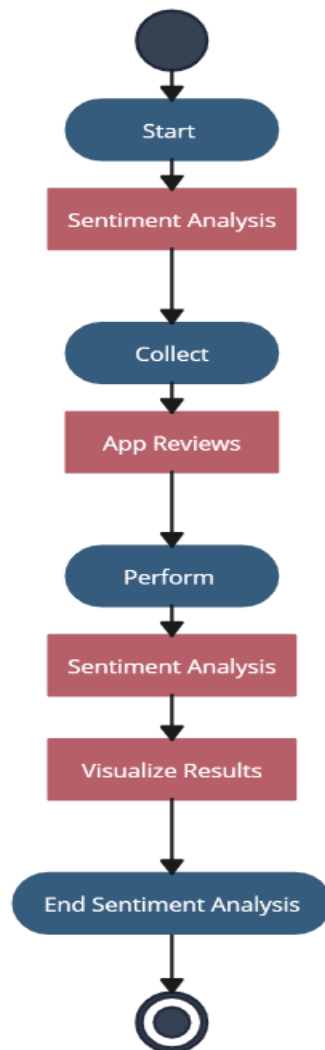 Start
Sentiment Analysis
Collect
App Reviews
Perform
Sentiment Analysis
Visualize Results
End Sentiment Analysis